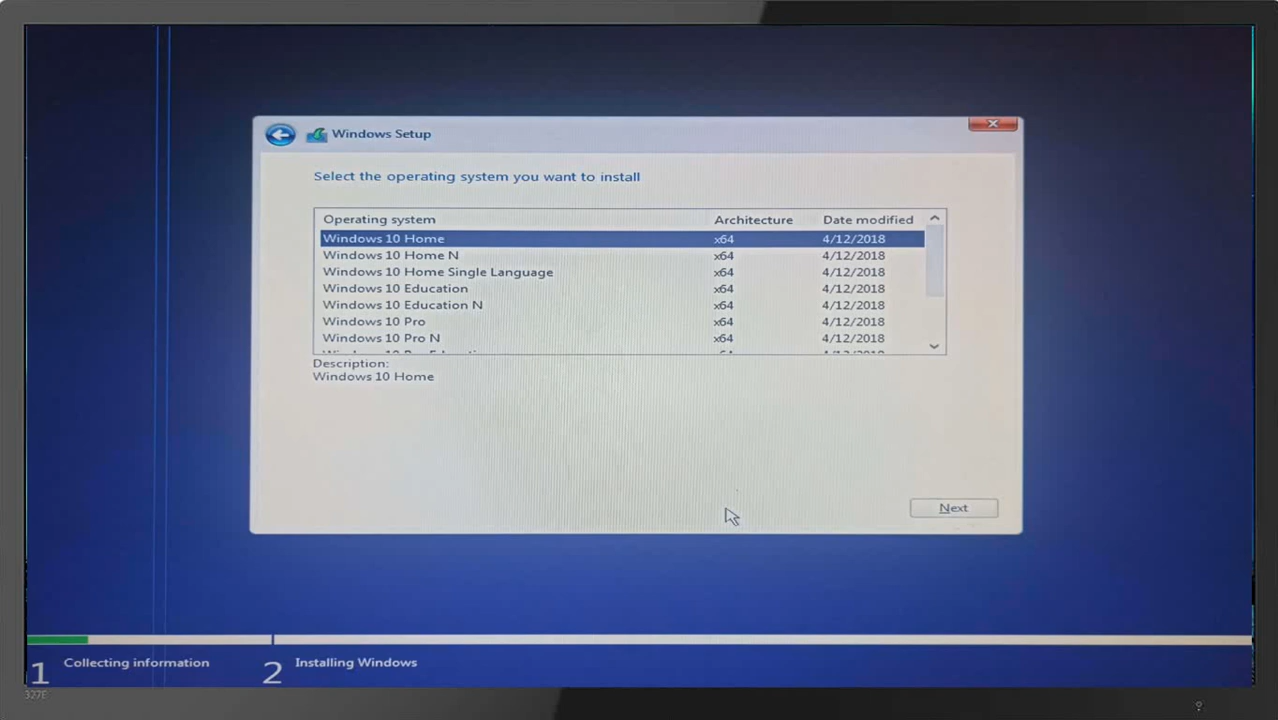 Windows Setup
Select the operating system you want to install
Operating system Architecture Date modified
Windows 10 Home x64 4/12/2018
Windows 10 Home N x64 4/12/2018
Windows 10 Home Single Language x64 4/12/2018
Windows 10 Education x64 4/12/2018
Windows 10 Education N x64 4/12/2018
Windows 10 Pro x64 4/12/2018
Windows 10 Pro N x64 4/12/2018
Description:
Windows 10 Home
Next
1 Collecting information 2 Installing Windows
327E